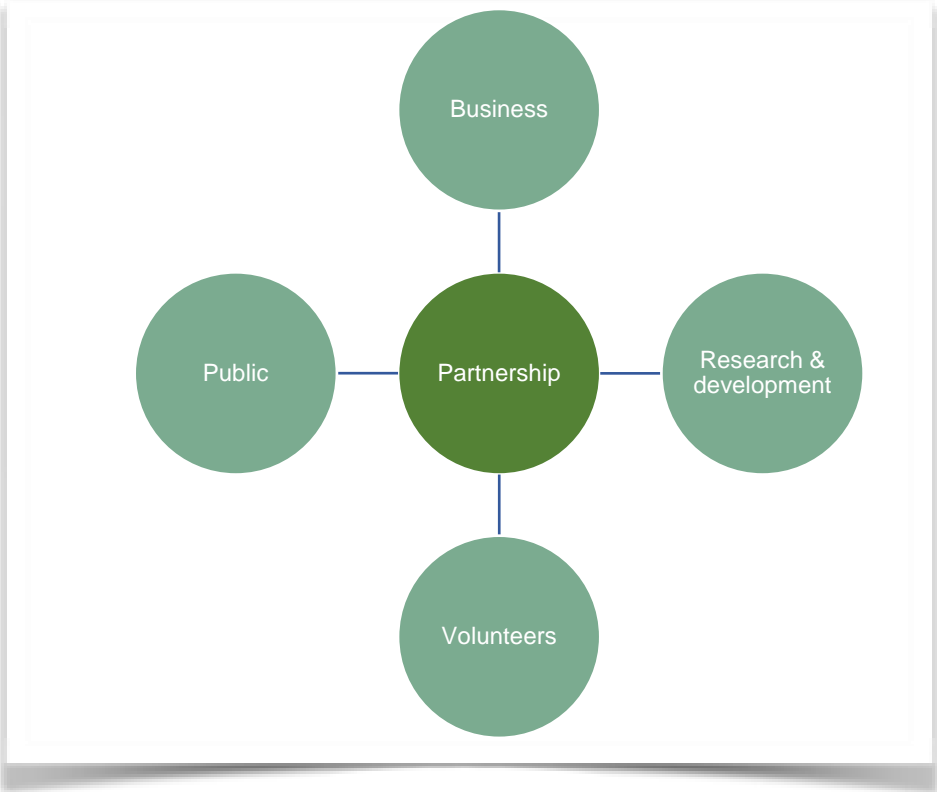 Business
Public
Partnership
Research &
development
Volunteers